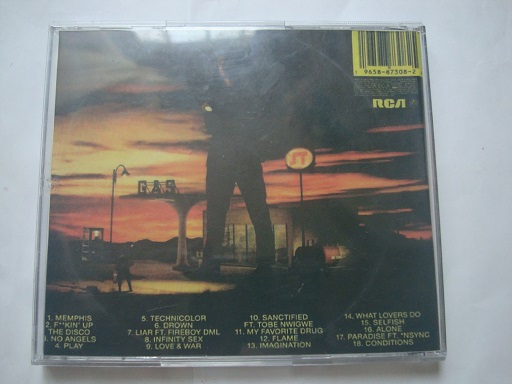 1 96588-73082-2
RCA
JT
GAS
1. MEMPHIS
2. F**KIN' UP
THE DISCO
3. NO ANGELS
4. PLAY
5. TECHNICOLOR
6. DROWN
7. LIAR FT. FIREBOY DML
8. INFINITY SEX
9. LOVE & WAR
10. SANCTIFIED
FT. TOBE NWIGWE
11. MY FAVORITE DRUG
12. FLAME
13. IMAGINATION
14. WHAT LOVERS DO
15. SELFISH
16. ALONE
17. PARADISE FT. *NSYNC
18. CONDITIONS